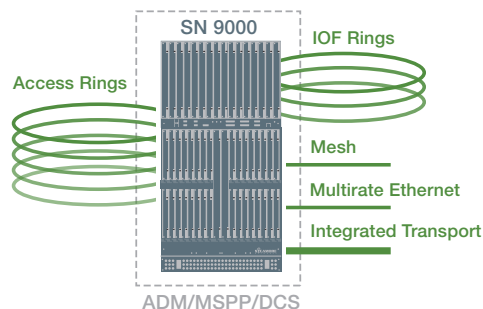 SN 9000
IOF Rings
Access Rings
Mesh
Multirate Ethernet
Integrated Transport
ADM/MSPP/DCS